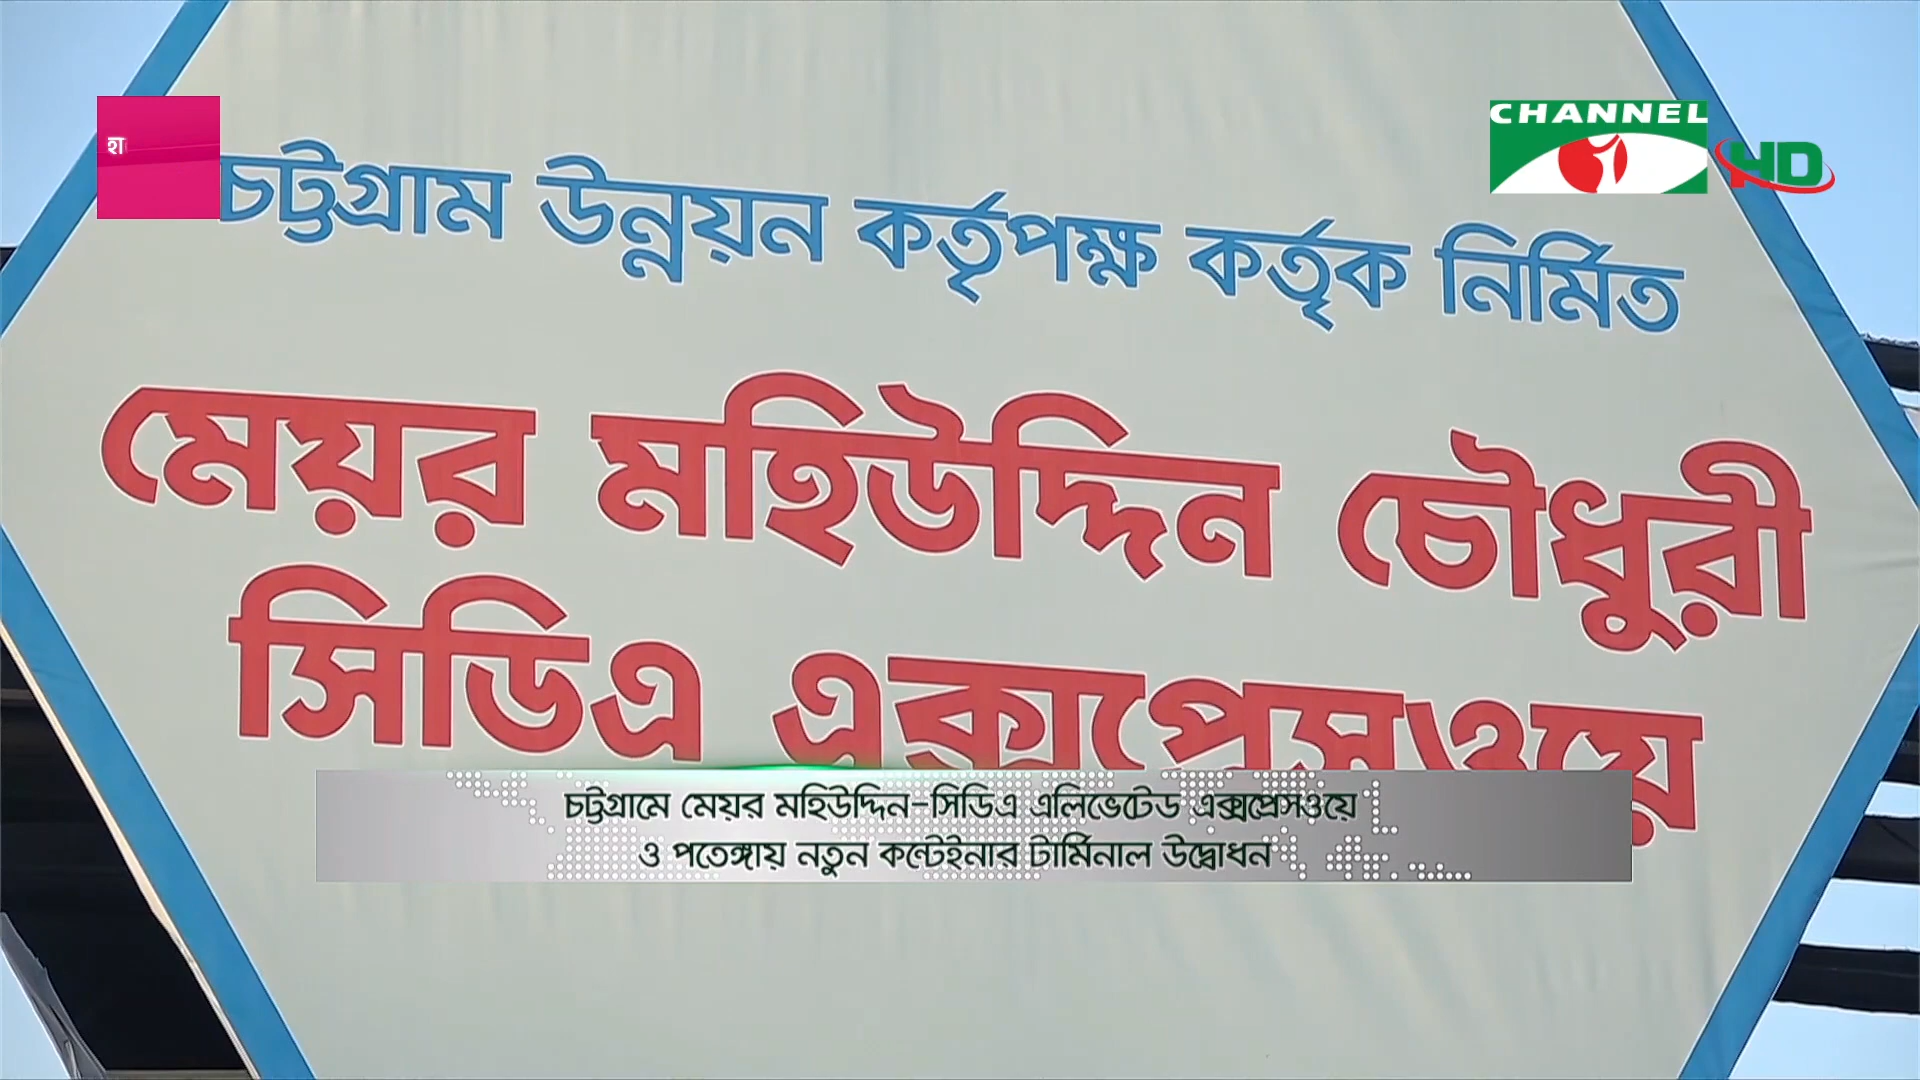 CHANNEL
HD
হা
চট্টগ্রাম উন্নয়ন কর্তৃপক্ষ কর্তৃক নির্মিত
মেয়র মহিউদ্দিন চৌধুরী
সিডিএ এক্সপ্রেসওয়ে
চট্টগ্রামে মেয়র মহিউদ্দিন-সিডিএ এলিভেটেড এক্সপ্রেসওয়ে
ও পতেঙ্গায় নতুন কন্টেইনার টার্মিনাল উদ্বোধন